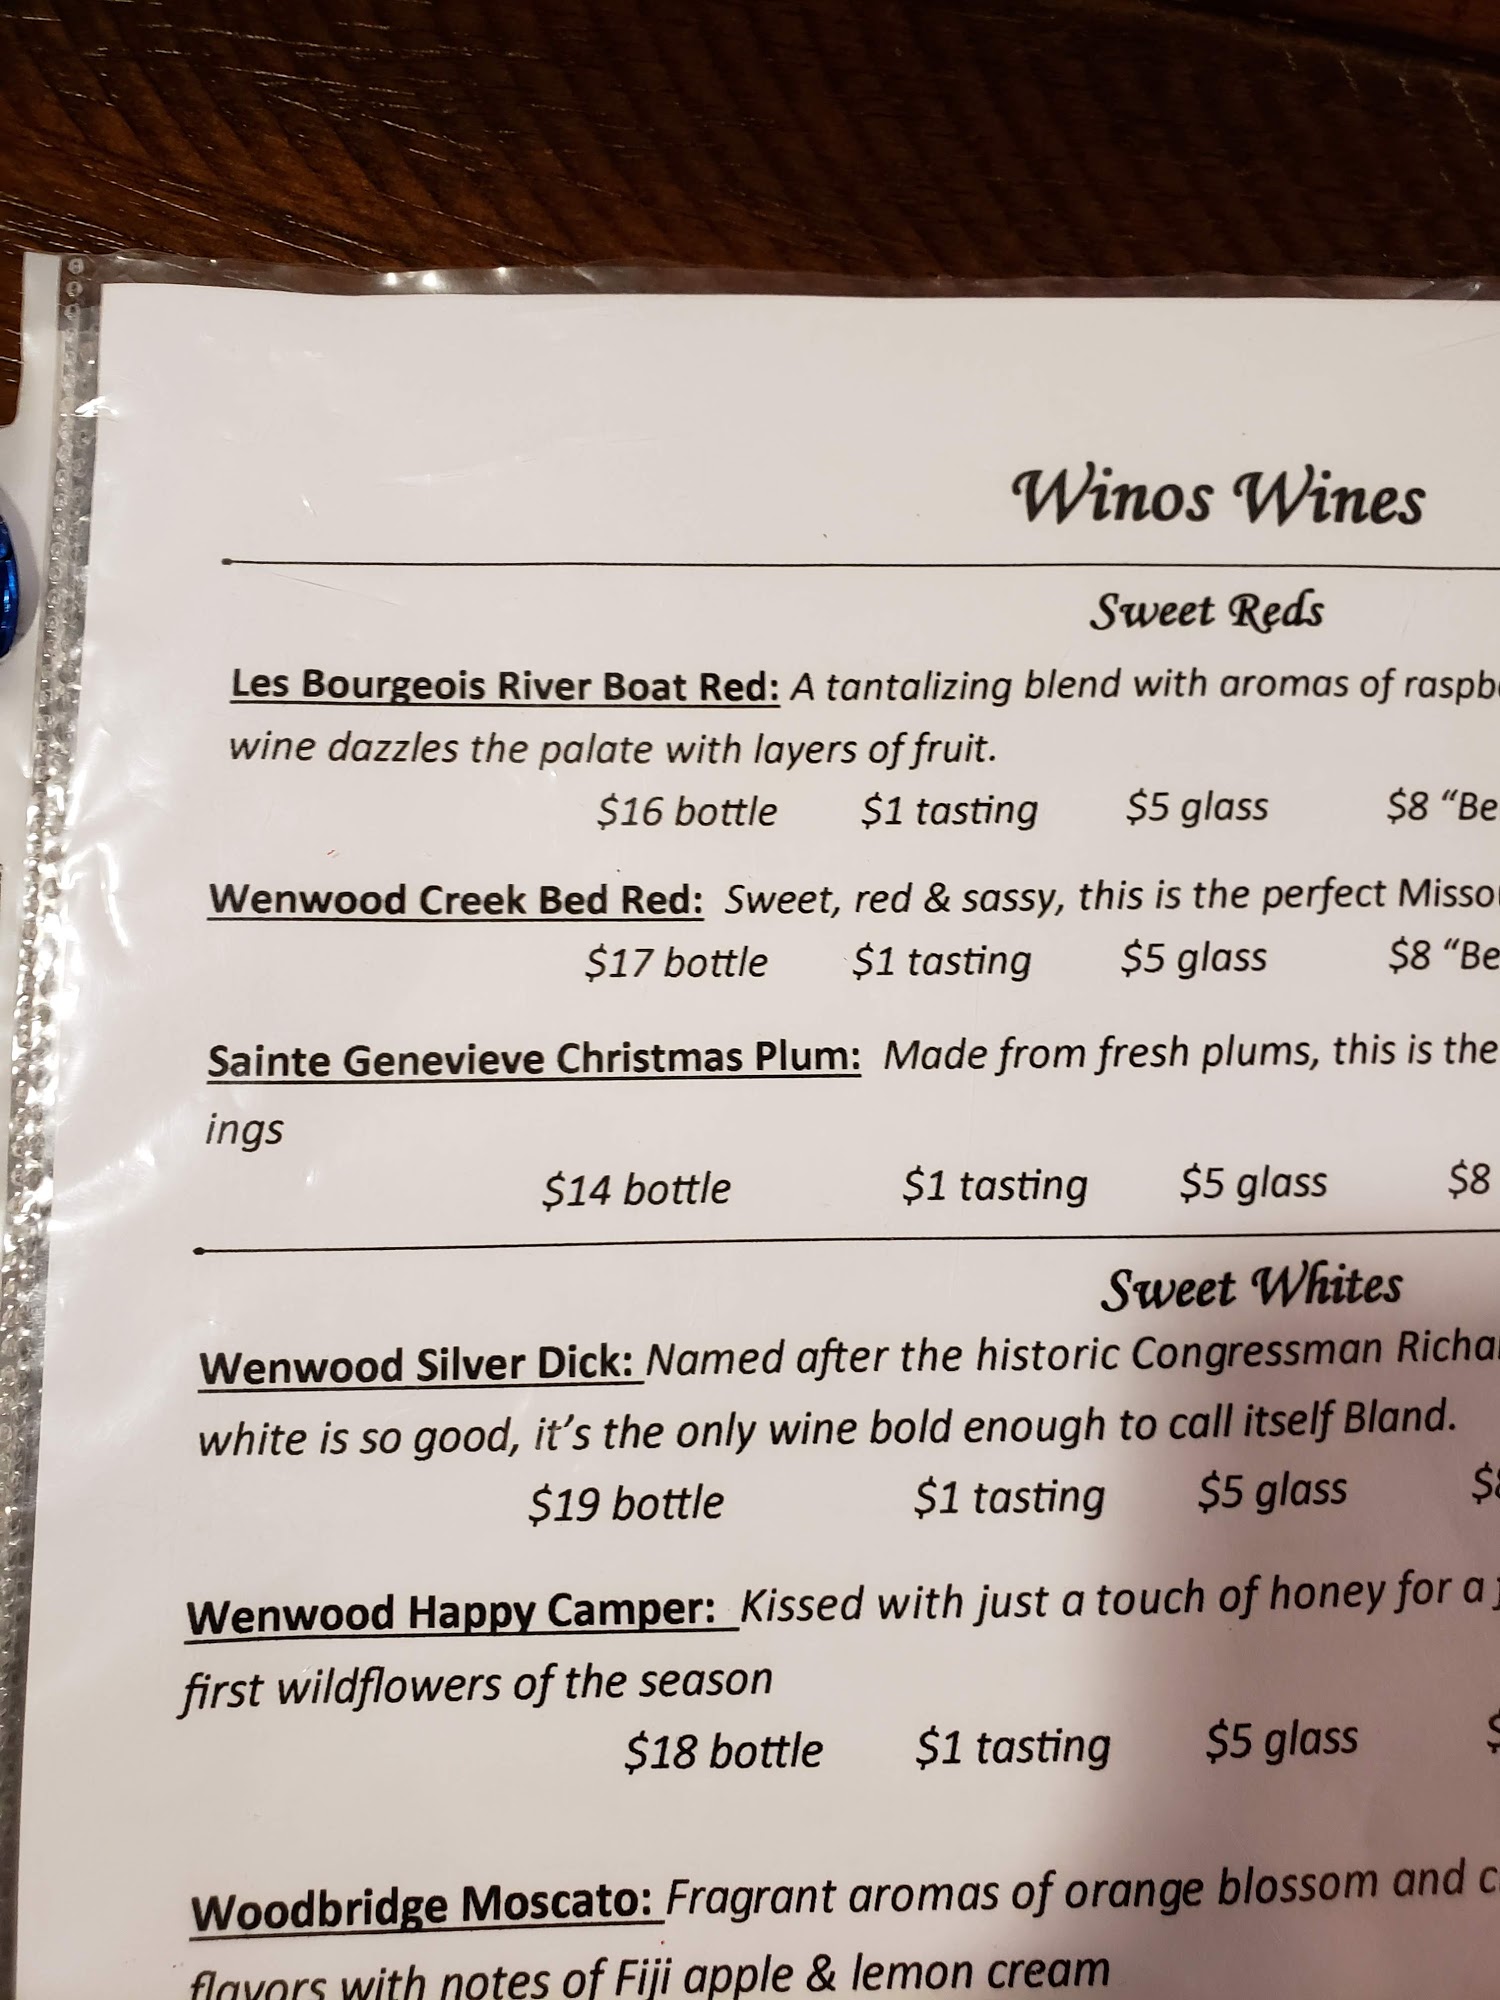 Winos Wines
Sweet Reds
Les Bourgeois River Boat Red: A tantalizing blend with aromas of
wine dazzles the palate with layers of fruit.
$16 bottle $1 tasting $5 glass $8
Wenwood Creek Bed Red: Sweet, red & sassy, this is the perfect
$17 bottle $1 tasting $5 glass $8
Sainte Genevieve Christmas Plum: Made from fresh plums, this is the
ings
$14 bottle $1 tasting $5 glass $8
Sweet Whites
Wenwood Silver Dick: Named after the historic Congressman
white is so good, it's the only wine bold enough to call itself Bland.
$19 bottle $1 tasting $5 glass
Wenwood Happy Camper: Kissed with just a touch of honey for a
first wildflowers of the season
$18 bottle $1 tasting $5 glass
Woodbridge Moscato: Fragrant aromas of orange blossom and
flavors with notes of Fiji apple & lemon cream